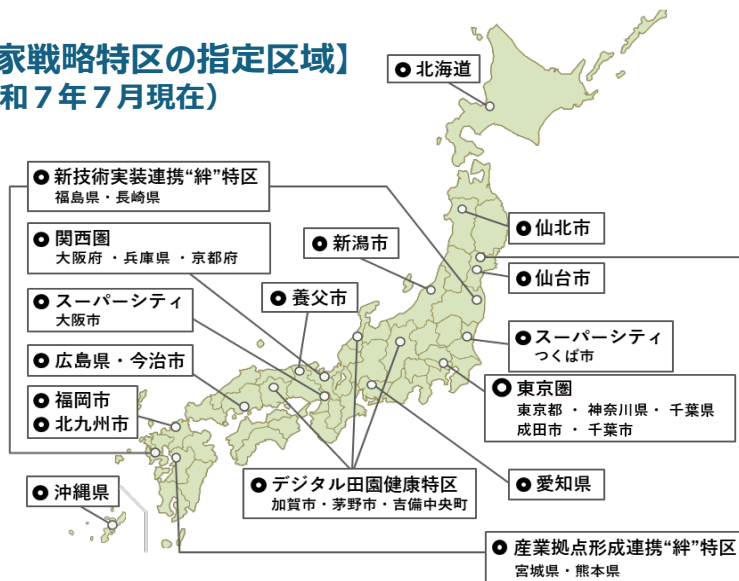 家戦略特区の指定区域】
和７年７月現在）
北海道
新技術実装連携“絆”特区
福島県・長崎県
関西圏
大阪府 ・兵庫県 ・京都府
新潟市
仙北市
仙台市
養父市
スーパーシティ
大阪市
スーパーシティ
つくば市
広島県・今治市
東京圏
東京都 ・ 神奈川県・ 千葉県
成田市 ・ 千葉市
福岡市
北九州市
デジタル田園健康特区
加賀市・茅野市・吉備中央町
愛知県
沖縄県
産業拠点形成連携“絆”特区
宮城県・熊本県